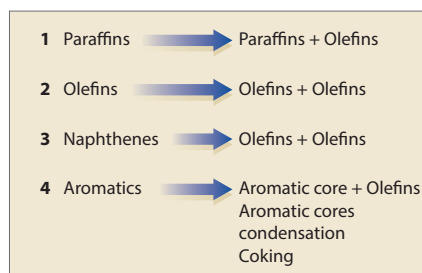 1 Paraffins Paraffins + Olefins
2 Olefins Olefins + Olefins
3 Naphthenes Olefins + Olefins
4 Aromatics Aromatic core + Olefins
Aromatic cores
condensation
Coking